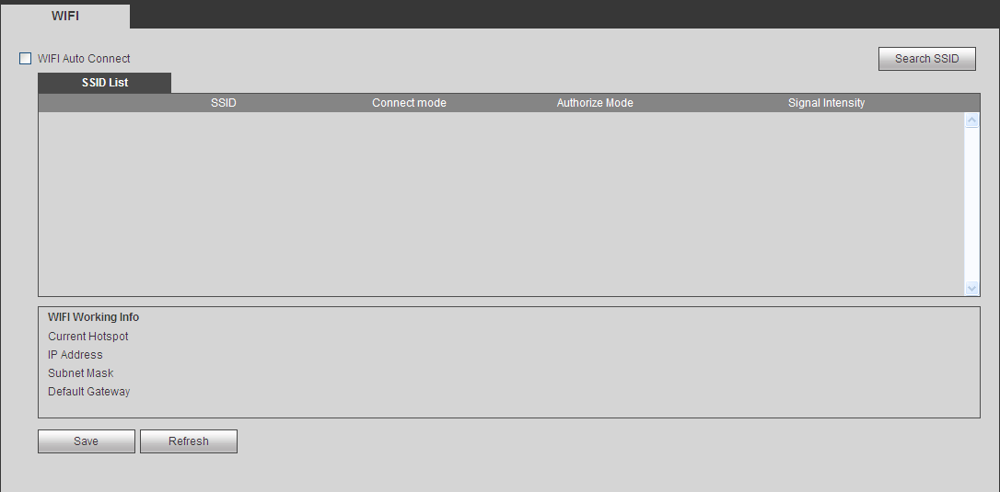 WIFI
WIFI Auto Connect
Search SSID
SSID List
SSID Connect mode Authorize Mode Signal Intensity
WIFI Working Info
Current Hotspot
IP Address
Subnet Mask
Default Gateway
Save Refresh